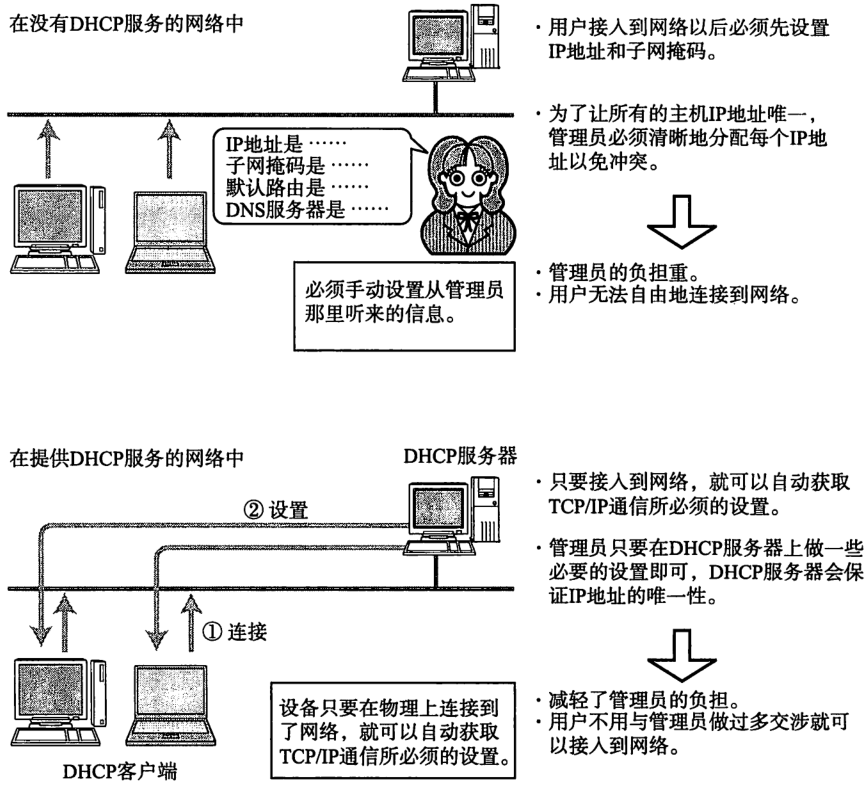 在没有DHCP服务的网络中
IP地址是……
子网掩码是……
默认路由是……
DNS服务器是……
必须手动设置从管理员
那里听来的信息。
·用户接入到网络以后必须先设置
IP地址和子网掩码。
·为了让所有的主机IP地址唯一，
管理员必须清晰地分配每个IP地
址以免冲突。
·管理员的负担重。
·用户无法自由地连接到网络。
在提供DHCP服务的网络中
DHCP服务器
②设置
①连接
DHCP客户端
设备只要在物理上连接到
了网络，就可以自动获取
TCP/IP通信所必须的设置。
·只要接入到网络，就可以自动获取
TCP/IP通信所必须的设置。
·管理员只要在DHCP服务器上做一些
必要的设置即可，DHCP服务器会保
证IP地址的唯一性。
·减轻了管理员的负担。
·用户不用与管理员做过多交涉就可
以接入到网络。